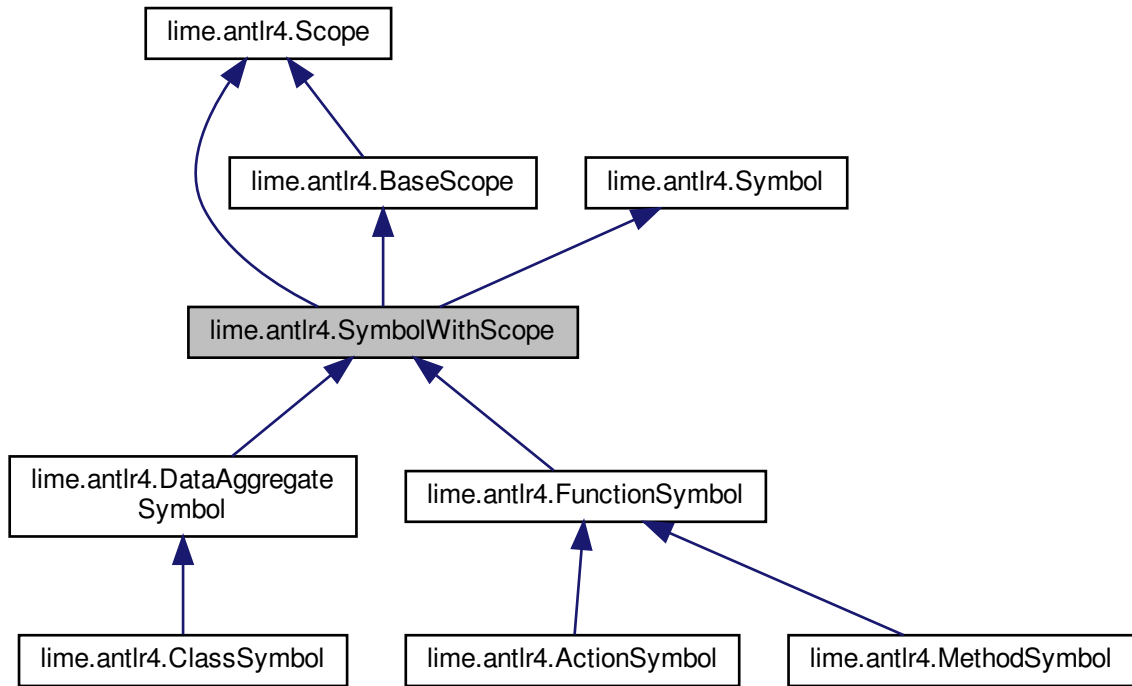 lime.antlr4.Scope
lime.antlr4.BaseScope
lime.antlr4.Symbol
lime.antlr4.SymbolWithScope
lime.antlr4.DataAggregate
Symbol
lime.antlr4.FunctionSymbol
lime.antlr4.ClassSymbol
lime.antlr4.ActionSymbol
lime.antlr4.MethodSymbol